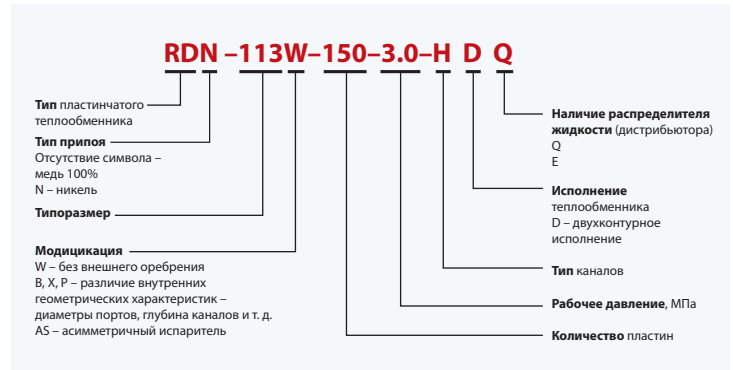 RDN –113W–150–3.0–H D Q
Тип пластинчатого
теплообменника
Тип припоя
Отсутствие символа –
медь 100%
N – никель
Типоразмер
Модицикация
W – без внешнего оребрения
B, X, P – различие внутренних
геометрических характеристик –
диаметры портов, глубина каналов и т. д.
AS – асимметричный испаритель
Наличие распределителя
жидкости (дистрибьютора)
Q
E
Исполнение
теплообменника
D – двухконтурное
исполнение
Тип каналов
Рабочее давление, МПа
Количество пластин